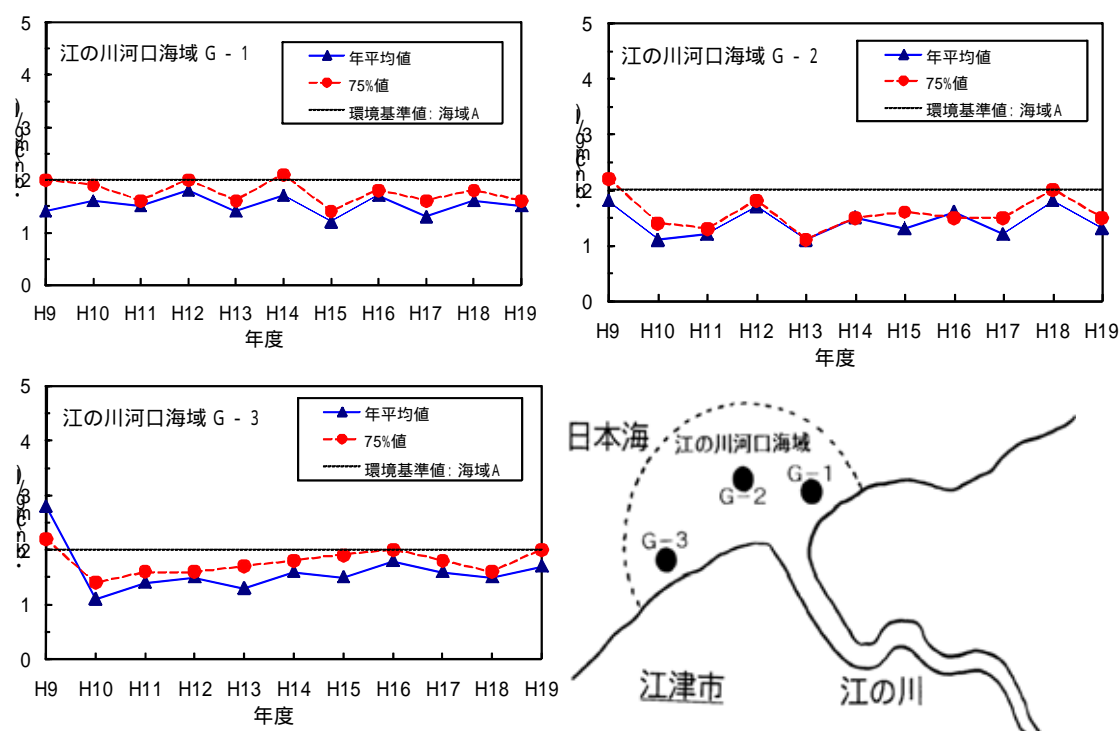 江の川河口海域 G - 1
年平均値
75%値
環境基準値: 海域A
5
4
3
2
1
0
H9 H10 H11 H12 H13 H14 H15 H16 H17 H18 H19
年度
江の川河口海域 G - 2
年平均値
75%値
環境基準値: 海域A
5
4
3
2
1
0
H9 H10 H11 H12 H13 H14 H15 H16 H17 H18 H19
年度
江の川河口海域 G - 3
年平均値
75%値
環境基準値: 海域A
5
4
3
2
1
0
H9 H10 H11 H12 H13 H14 H15 H16 H17 H18 H19
年度
日本海
江の川河口海域
G-1
G-2
G-3
江津市
江の川